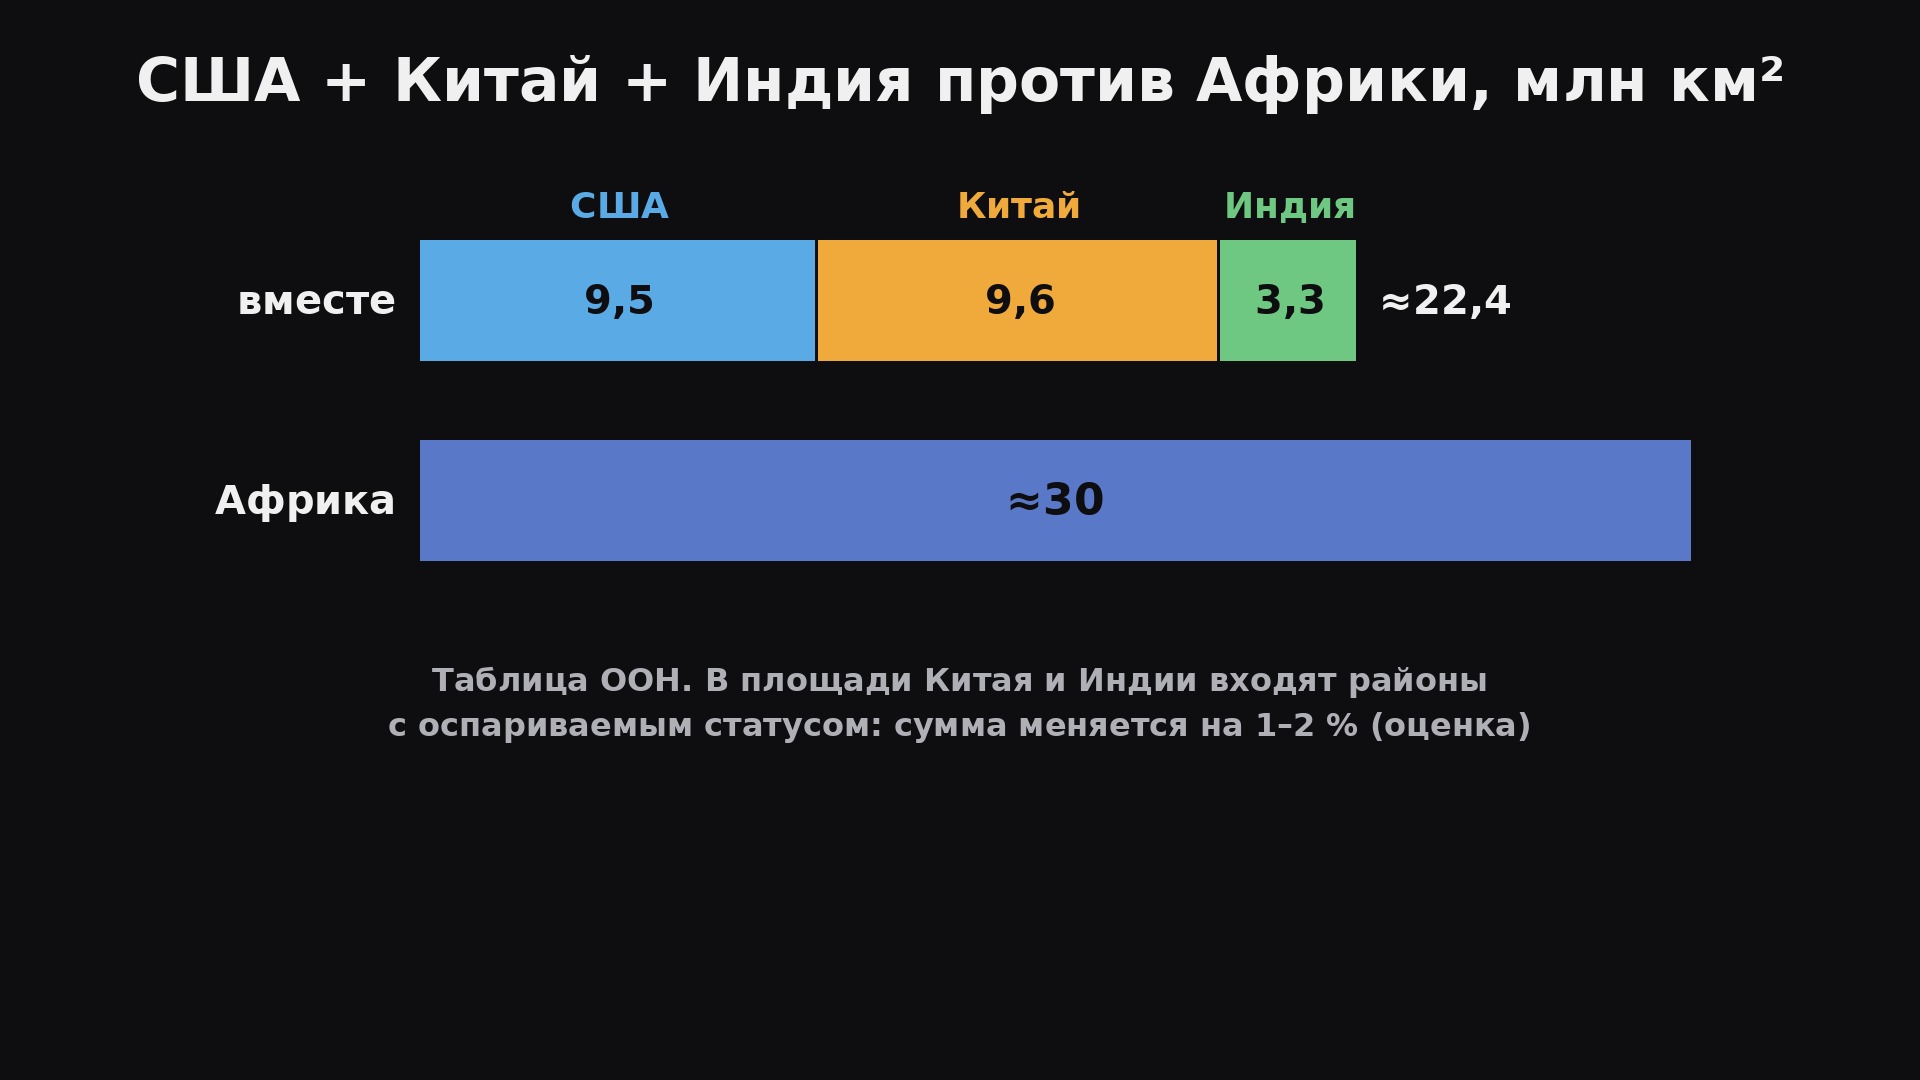 США + Китай + Индия против Африки, млн км²
США Китай Индия
вместе 9,5 9,6 3,3 ≈22,4
Африка ≈30
Таблица ООН. В площади Китая и Индии входят районы
с оспариваемым статусом: сумма меняется на 1–2 % (оценка)